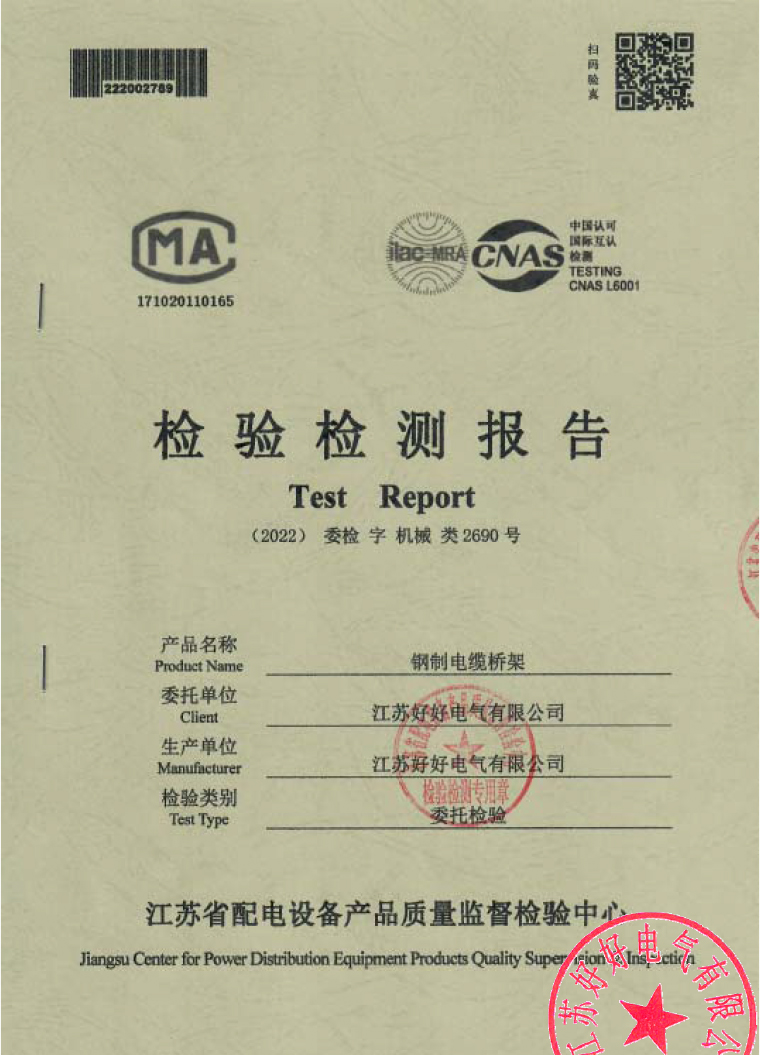 222002789
扫码验真
MA
171020110165
ilac-MRA
CNAS
中国认可
国际互认
检测
TESTING
CNAS L6001
检验检测报告
Test Report
（2022） 委检 字 机械 类2690号
产品名称
Product Name
钢制电缆桥架
委托单位
Client
江苏好好电气有限公司
生产单位
Manufacturer
江苏好好电气有限公司
检验检测专用章
检验类别
Test Type
委托检验
江苏省配电设备产品质量监督检验中心
Jiangsu Center for Power Distribution Equipment Products Quality Supervision & Inspection
江苏好好电气有限公